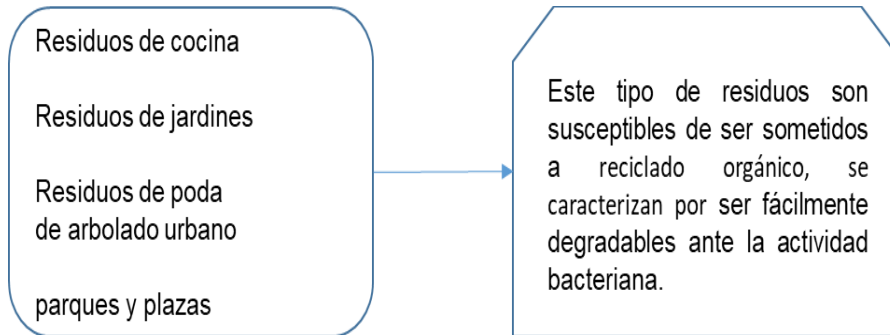 Residuos de cocina
Residuos de jardines
Residuos de poda
de arbolado urbano
parques y plazas
Este tipo de residuos son
susceptibles de ser sometidos
a reciclado orgánico, se
caracterizan por ser fácilmente
degradables ante la actividad
bacteriana.